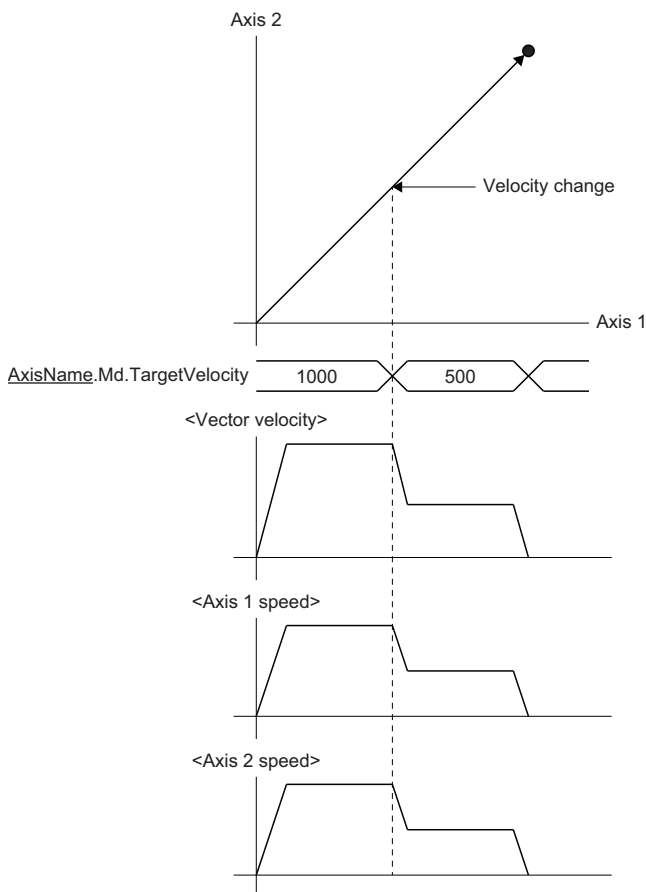 Axis 2
Velocity change
Axis 1
AxisName.Md.TargetVelocity 1000 500
<Vector velocity>
<Axis 1 speed>
<Axis 2 speed>